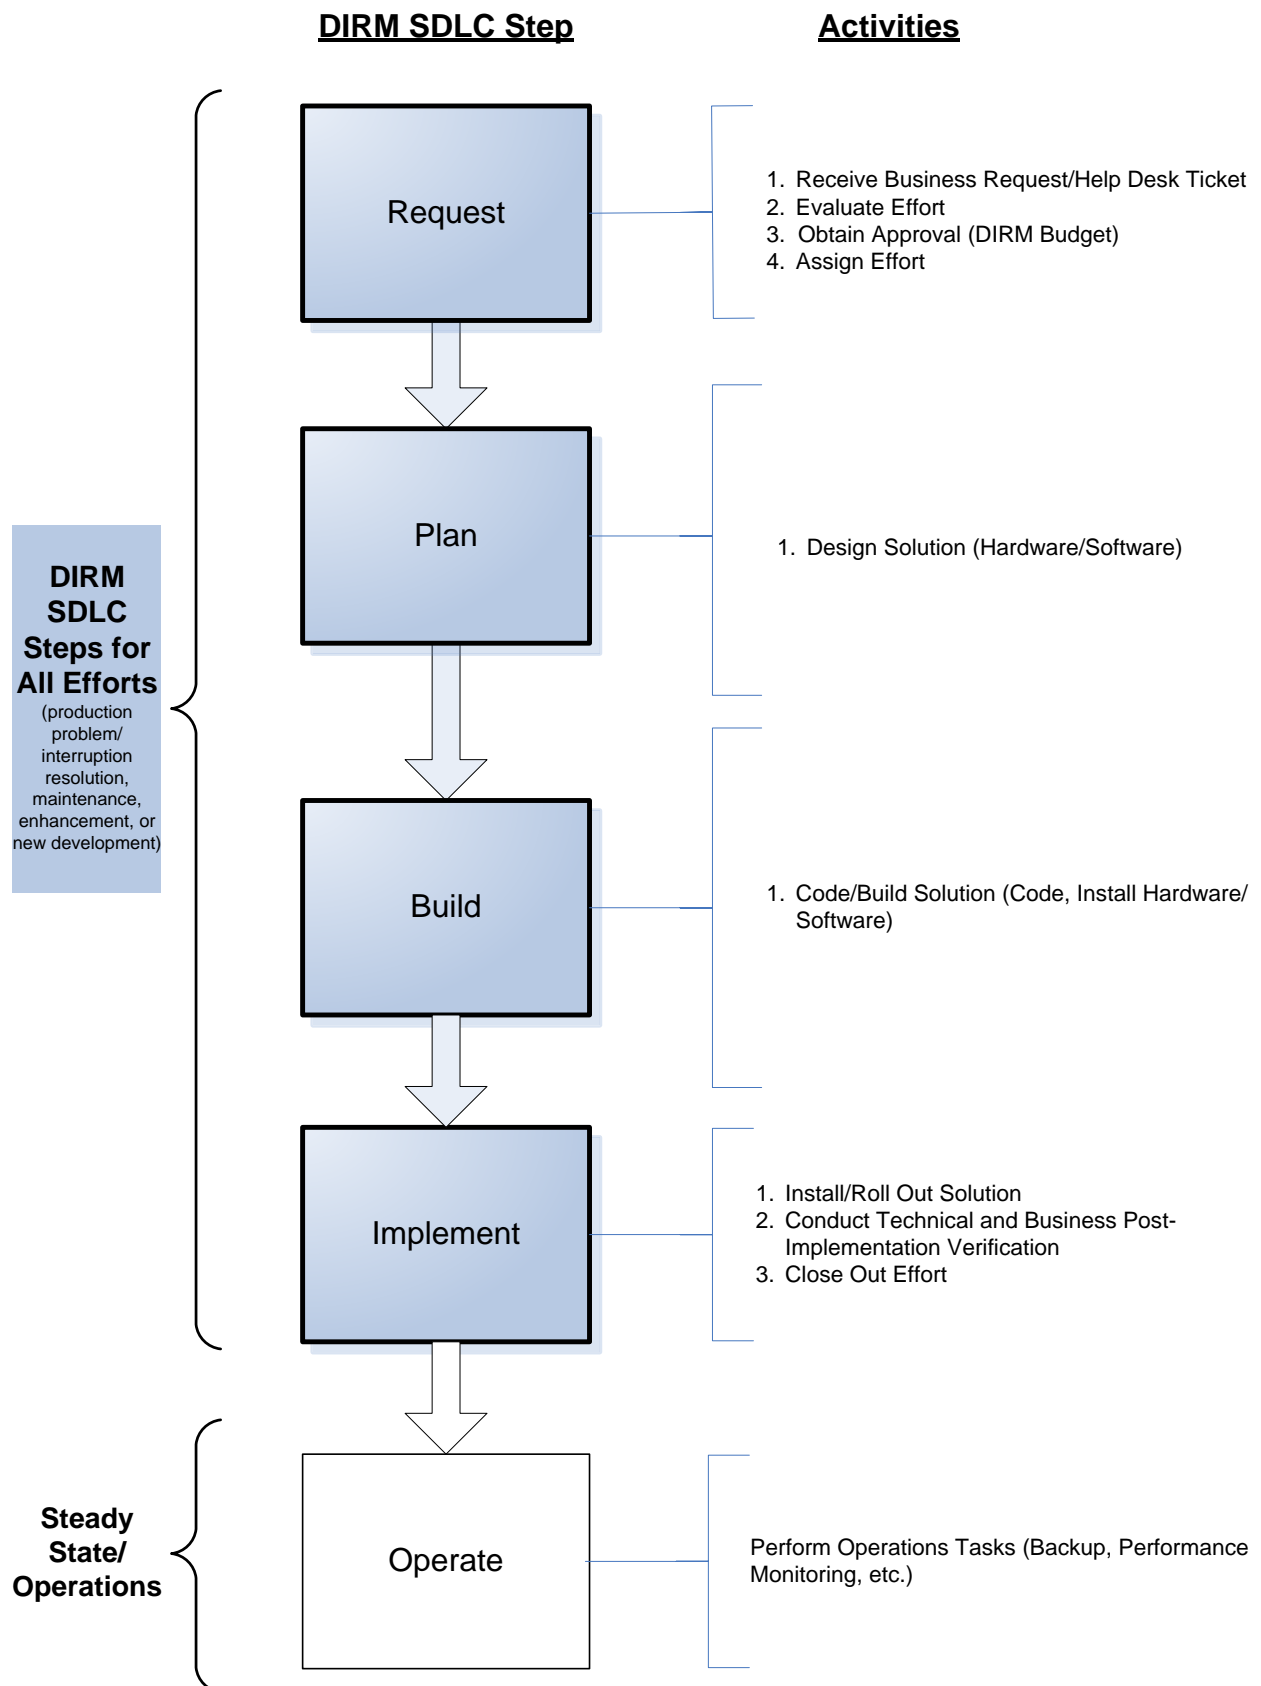 DIRM SDLC Step
Activities
Request
1. Receive Business Request/Help Desk Ticket
2. Evaluate Effort
3. Obtain Approval (DIRM Budget)
4. Assign Effort
Plan
1. Design Solution (Hardware/Software)
DIRM
SDLC
Steps for
All Efforts
(production
problem/
interruption
resolution,
maintenance,
enhancement, or
new development)
Build
1. Code/Build Solution (Code, Install Hardware/
Software)
Implement
1. Install/Roll Out Solution
2. Conduct Technical and Business Post-
Implementation Verification
3. Close Out Effort
Steady
State/
Operations
Operate
Perform Operations Tasks (Backup, Performance
Monitoring, etc.)